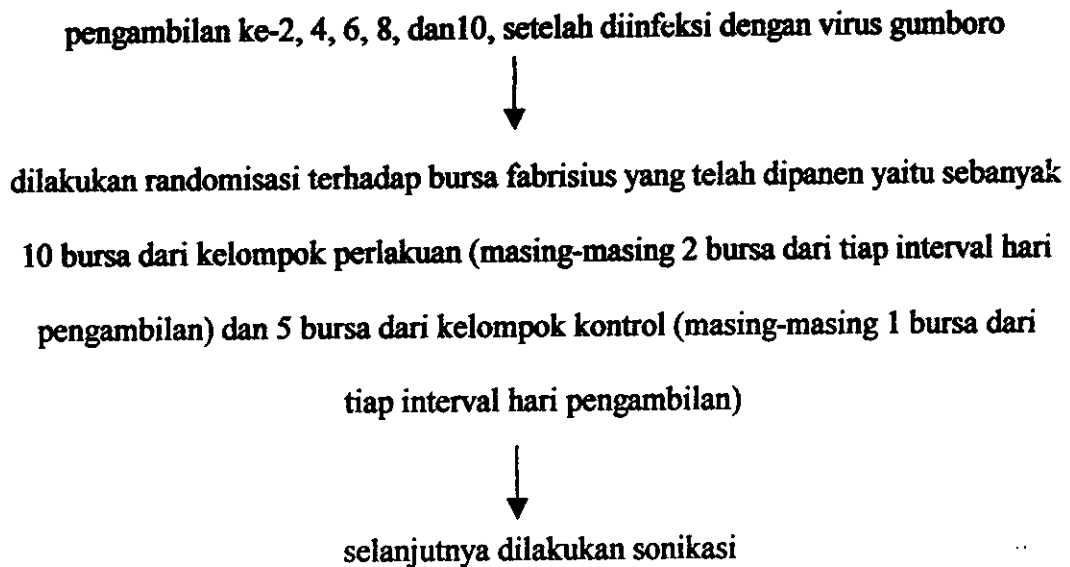 pengambilan ke-2, 4, 6, 8, dan10, setelah diinfeksi dengan virus gumboro
dilakukan randomisasi terhadap bursa fabrisius yang telah dipanen yaitu sebanyak
10 bursa dari kelompok perlakuan (masing-masing 2 bursa dari tiap interval hari
pengambilan) dan 5 bursa dari kelompok kontrol (masing-masing 1 bursa dari
tiap interval hari pengambilan)
selanjutnya dilakukan sonikasi